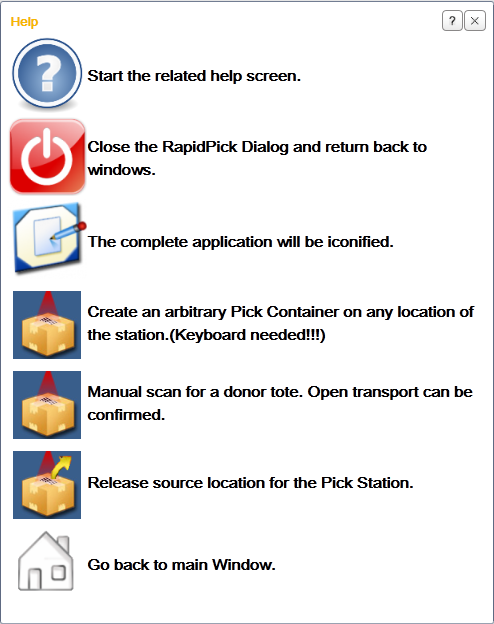 Help
?
Start the related help screen.
Close the RapidPick Dialog and return back to
windows.
The complete application will be iconified.
Create an arbitrary Pick Container on any location of
the station.(Keyboard needed!!!)
Manual scan for a donor tote. Open transport can be
confirmed.
Release source location for the Pick Station.
Go back to main Window.